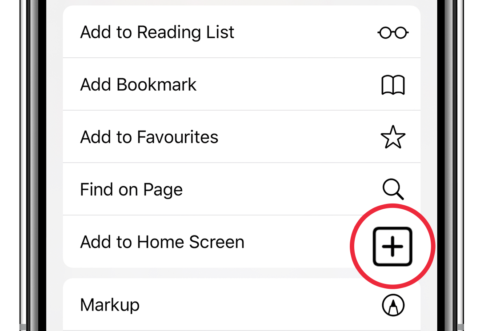 Add to Reading List
Add Bookmark
Add to Favourites
Find on Page
Add to Home Screen
Markup